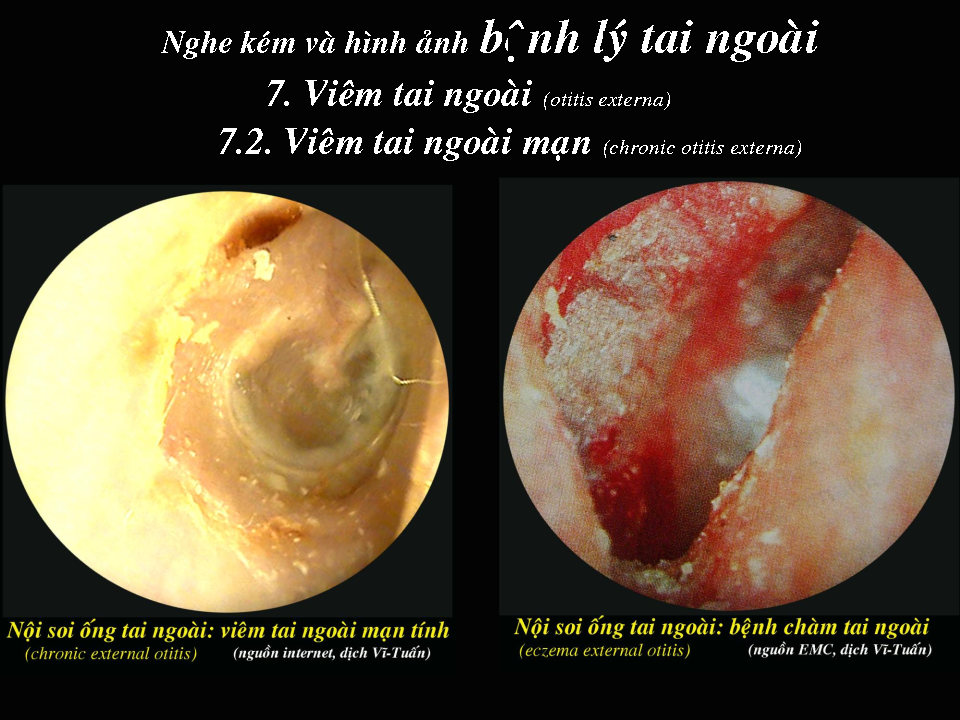 Nghe kém và hình ảnh bệnh lý tai ngoài
7. Viêm tai ngoài (otitis externa)
7.2. Viêm tai ngoài mạn (chronic otitis externa)
Nội soi ống tai ngoài: viêm tai ngoài mạn tính
(chronic external otitis) (nguồn internet, dịch Vĩ-Tuấn)
Nội soi ống tai ngoài: bệnh chàm tai ngoài
(eczema external otitis) (nguồn EMC, dịch Vĩ-Tuấn)